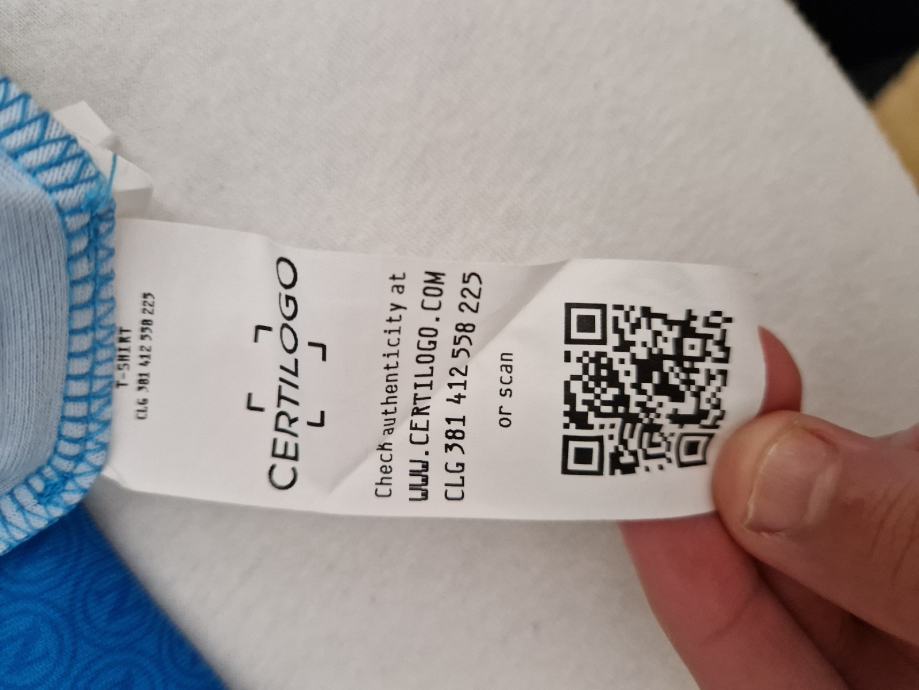 T-SHIRT
CLG 381 412 558 225
CERTILOGO
Check authenticity at
WWW.CERTILOGO.COM
CLG 381 412 558 225
or scan